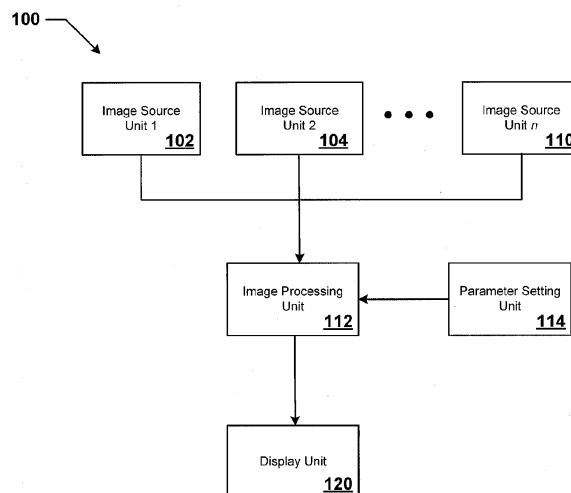 100
Image Source
Unit 1
102
Image Source
Unit 2
104
Image Source
Unit n
110
Image Processing
Unit
112
Parameter Setting
Unit
114
Display Unit
120